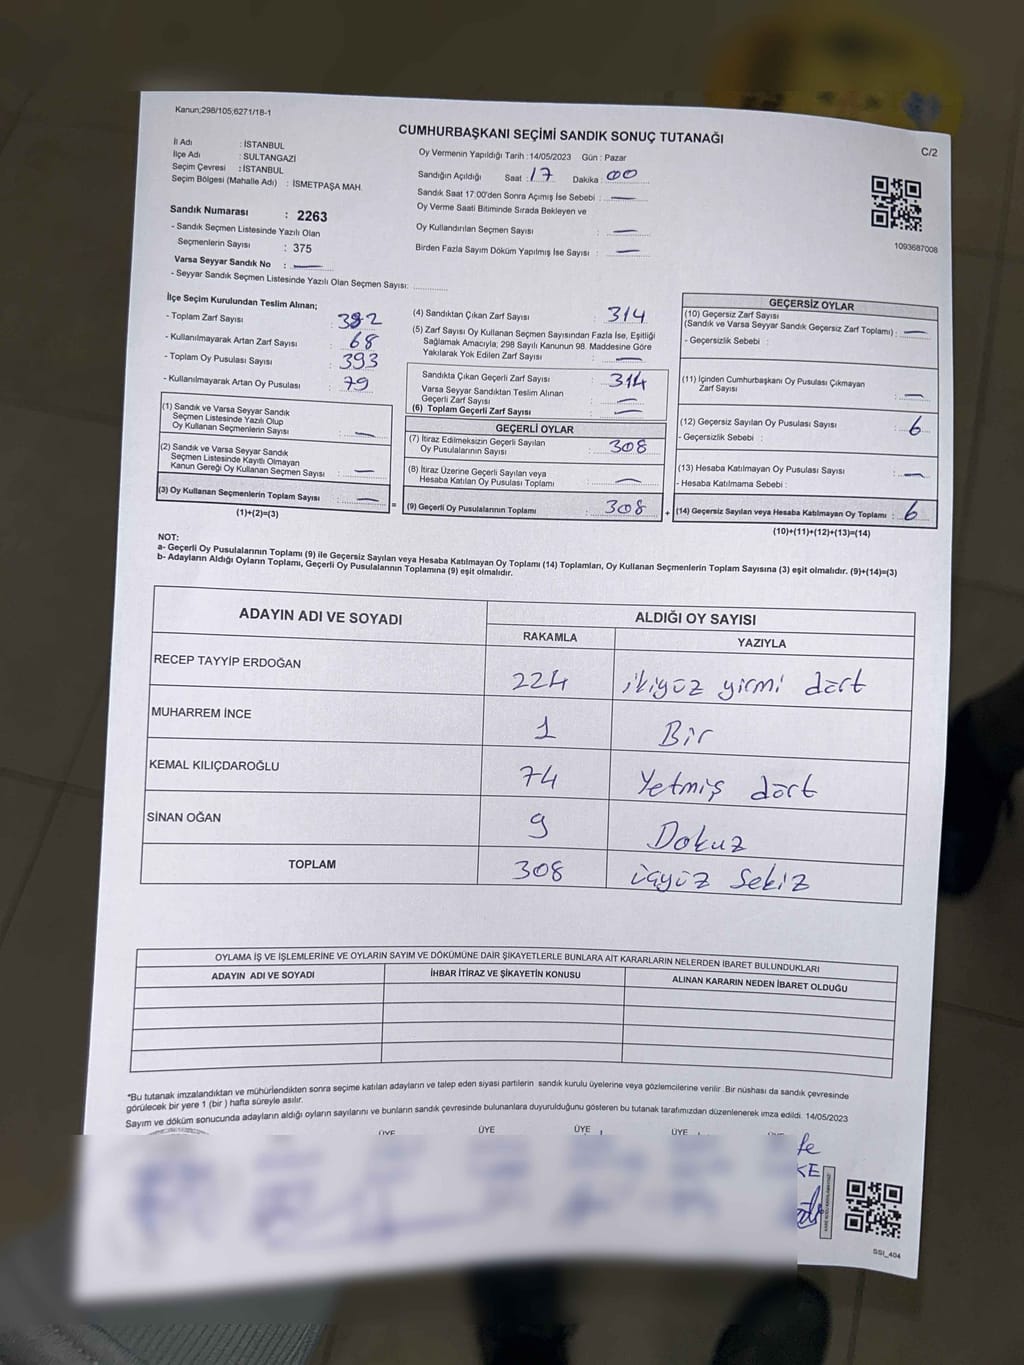 Kanun;298/105;6271/18-1
CUMHURBAŞKANI SEÇİMİ SANDIK SONUÇ TUTANAĞI
C/2
İl Adı : İSTANBUL
İlçe Adı : SULTANGAZİ
Seçim Çevresi : İSTANBUL
Seçim Bölgesi (Mahalle Adı) : İSMETPAŞA MAH.
Oy Vermenin Yapıldığı Tarih :14/05/2023 Gün : Pazar
Sandığın Açıldığı Saat : 17 Dakika : 00
Sandık Saat 17:00'den Sonra Açımış İse Sebebi : —
Oy Verme Saati Bitiminde Sırada Bekleyen ve
Oy Kullandırılan Seçmen Sayısı : —
Birden Fazla Sayım Döküm Yapılmış İse Sayısı : —
1093687008
Sandık Numarası : 2263
- Sandık Seçmen Listesinde Yazılı Olan
Seçmenlerin Sayısı : 375
Varsa Seyyar Sandık No : —
- Seyyar Sandık Seçmen Listesinde Yazılı Olan Seçmen Sayısı:
İlçe Seçim Kurulundan Teslim Alınan;
- Toplam Zarf Sayısı : 382
- Kullanılmayarak Artan Zarf Sayısı : 68
- Toplam Oy Pusulası Sayısı : 393
- Kullanılmayarak Artan Oy Pusulası : 79
(1) Sandık ve Varsa Seyyar Sandık
Seçmen Listesinde Yazılı Olup
Oy Kullanan Seçmenlerin Sayısı : —
(2) Sandık ve Varsa Seyyar Sandık
Seçmen Listesinde Kayıtlı Olmayan
Kanun Gereği Oy Kullanan Seçmen Sayısı : —
(3) Oy Kullanan Seçmenlerin Toplam Sayısı : —
(1)+(2)=(3)
=
(4) Sandıktan Çıkan Zarf Sayısı : 314
(5) Zarf Sayısı Oy Kullanan Seçmen Sayısından Fazla İse, Eşitliği
Sağlamak Amacıyla; 298 Sayılı Kanunun 98. Maddesine Göre
Yakılarak Yok Edilen Zarf Sayısı : —
Sandıkta Çıkan Geçerli Zarf Sayısı : 314
Varsa Seyyar Sandıktan Teslim Alınan
Geçerli Zarf Sayısı : —
(6) Toplam Geçerli Zarf Sayısı : —
GEÇERLİ OYLAR
(7) İtiraz Edilmeksizin Geçerli Sayılan
Oy Pusulalarının Sayısı : 308
(8) İtiraz Üzerine Geçerli Sayılan veya
Hesaba Katılan Oy Pusulası Toplamı : —
(9) Geçerli Oy Pusulalarının Toplamı : 308
+
GEÇERSİZ OYLAR
(10) Geçersiz Zarf Sayısı
(Sandık ve Varsa Seyyar Sandık Geçersiz Zarf Toplamı) : —
- Geçersizlik Sebebi :
(11) İçinden Cumhurbaşkanı Oy Pusulası Çıkmayan
Zarf Sayısı : —
(12) Geçersiz Sayılan Oy Pusulası Sayısı : 6
- Geçersizlik Sebebi :
(13) Hesaba Katılmayan Oy Pusulası Sayısı : —
- Hesaba Katılmama Sebebi :
(14) Geçersiz Sayılan veya Hesaba Katılmayan Oy Toplamı : 6
(10)+(11)+(12)+(13)=(14)
NOT:
a- Geçerli Oy Pusulalarının Toplamı (9) ile Geçersiz Sayılan veya Hesaba Katılmayan Oy Toplamı (14) Toplamları, Oy Kullanan Seçmenlerin Toplam Sayısına (3) eşit olmalıdır. (9)+(14)=(3)
b- Adayların Aldığı Oyların Toplamı, Geçerli Oy Pusulalarının Toplamına (9) eşit olmalıdır.
ADAYIN ADI VE SOYADI ALDIĞI OY SAYISI
RAKAMLA YAZIYLA
RECEP TAYYİP ERDOĞAN 224 ikiyüz yirmi dört
MUHARREM İNCE 1 Bir
KEMAL KILIÇDAROĞLU 74 Yetmiş dört
SİNAN OĞAN 9 Dokuz
TOPLAM 308 üçyüz Sekiz
OYLAMA İŞ VE İŞLEMLERİNE VE OYLARIN SAYIM VE DÖKÜMÜNE DAİR ŞİKAYETLERLE BUNLARA AİT KARARLARIN NELERDEN İBARET BULUNDUKLARI
ADAYIN ADI VE SOYADI İHBAR İTİRAZ VE ŞİKAYETİN KONUSU ALINAN KARARIN NEDEN İBARET OLDUĞU
*Bu tutanak imzalandıktan ve mühürlendikten sonra seçime katılan adayların ve talep eden siyasi partilerin sandık kurulu üyelerine veya gözlemcilerine verilir .Bir nüshası da sandık çevresinde
görülecek bir yere 1 (bir ) hafta süreyle asılır.
Sayım ve döküm sonucunda adayların aldığı oyların sayılarını ve bunların sandık çevresinde bulunanlara duyurulduğunu gösteren bu tutanak tarafımızdan düzenlenerek imza edildi. 14/05/2023
ÜYE ÜYE ÜYE ÜYE
KE
SSI_404